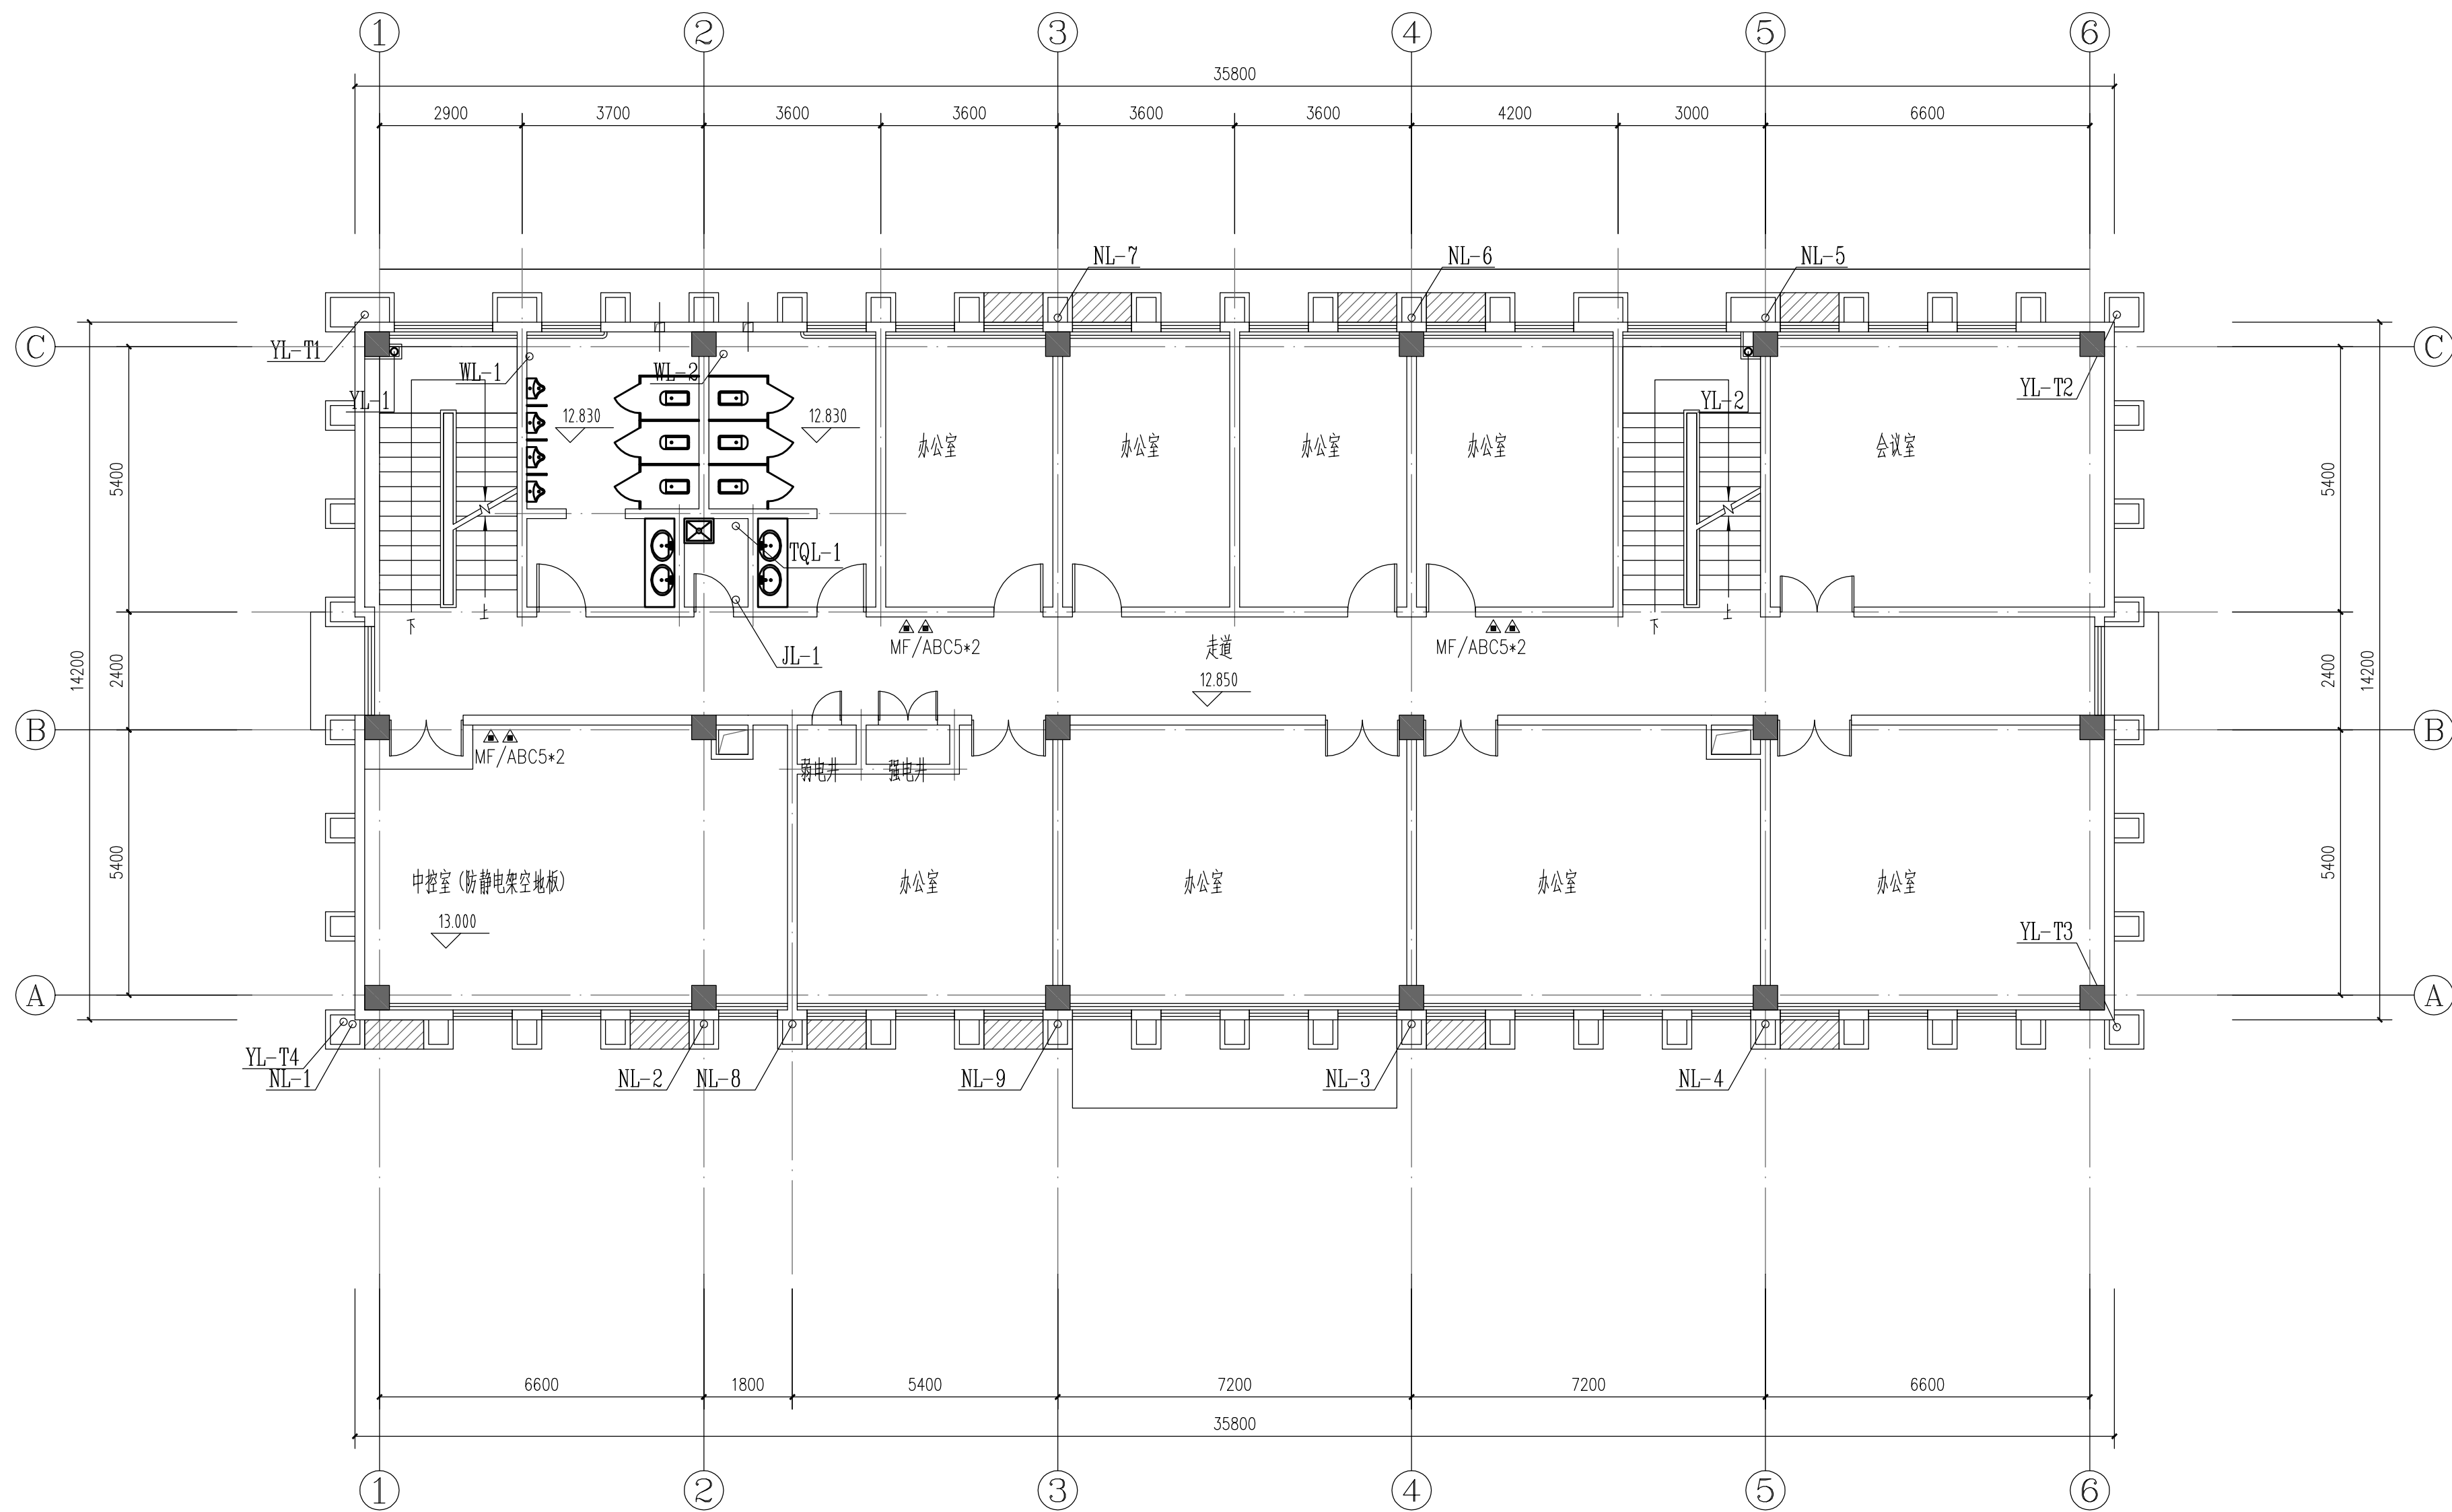 1 2 3 4 5 6
35800
2900 3700 3600 3600 3600 3600 4200 3000 6600
NL-7 NL-6 NL-5
C YL-T1 WL-1 WL-2 YL-T2 C
YL-1 YL-2
12.830 12.830
办公室 办公室 办公室 办公室 会议室
5400 5400
TQL-1
下 上 下 上
MF/ABC5*2 走道 MF/ABC5*2
JL-1
14200 2400 12.850 2400 14200
B B
MF/ABC5*2
弱电井 强电井
5400 5400
中控室(防静电架空地板) 办公室 办公室 办公室 办公室
13.000
YL-T3
A A
YL-T4
NL-1 NL-2 NL-8 NL-9 NL-3 NL-4
6600 1800 5400 7200 7200 6600
35800
1 2 3 4 5 6